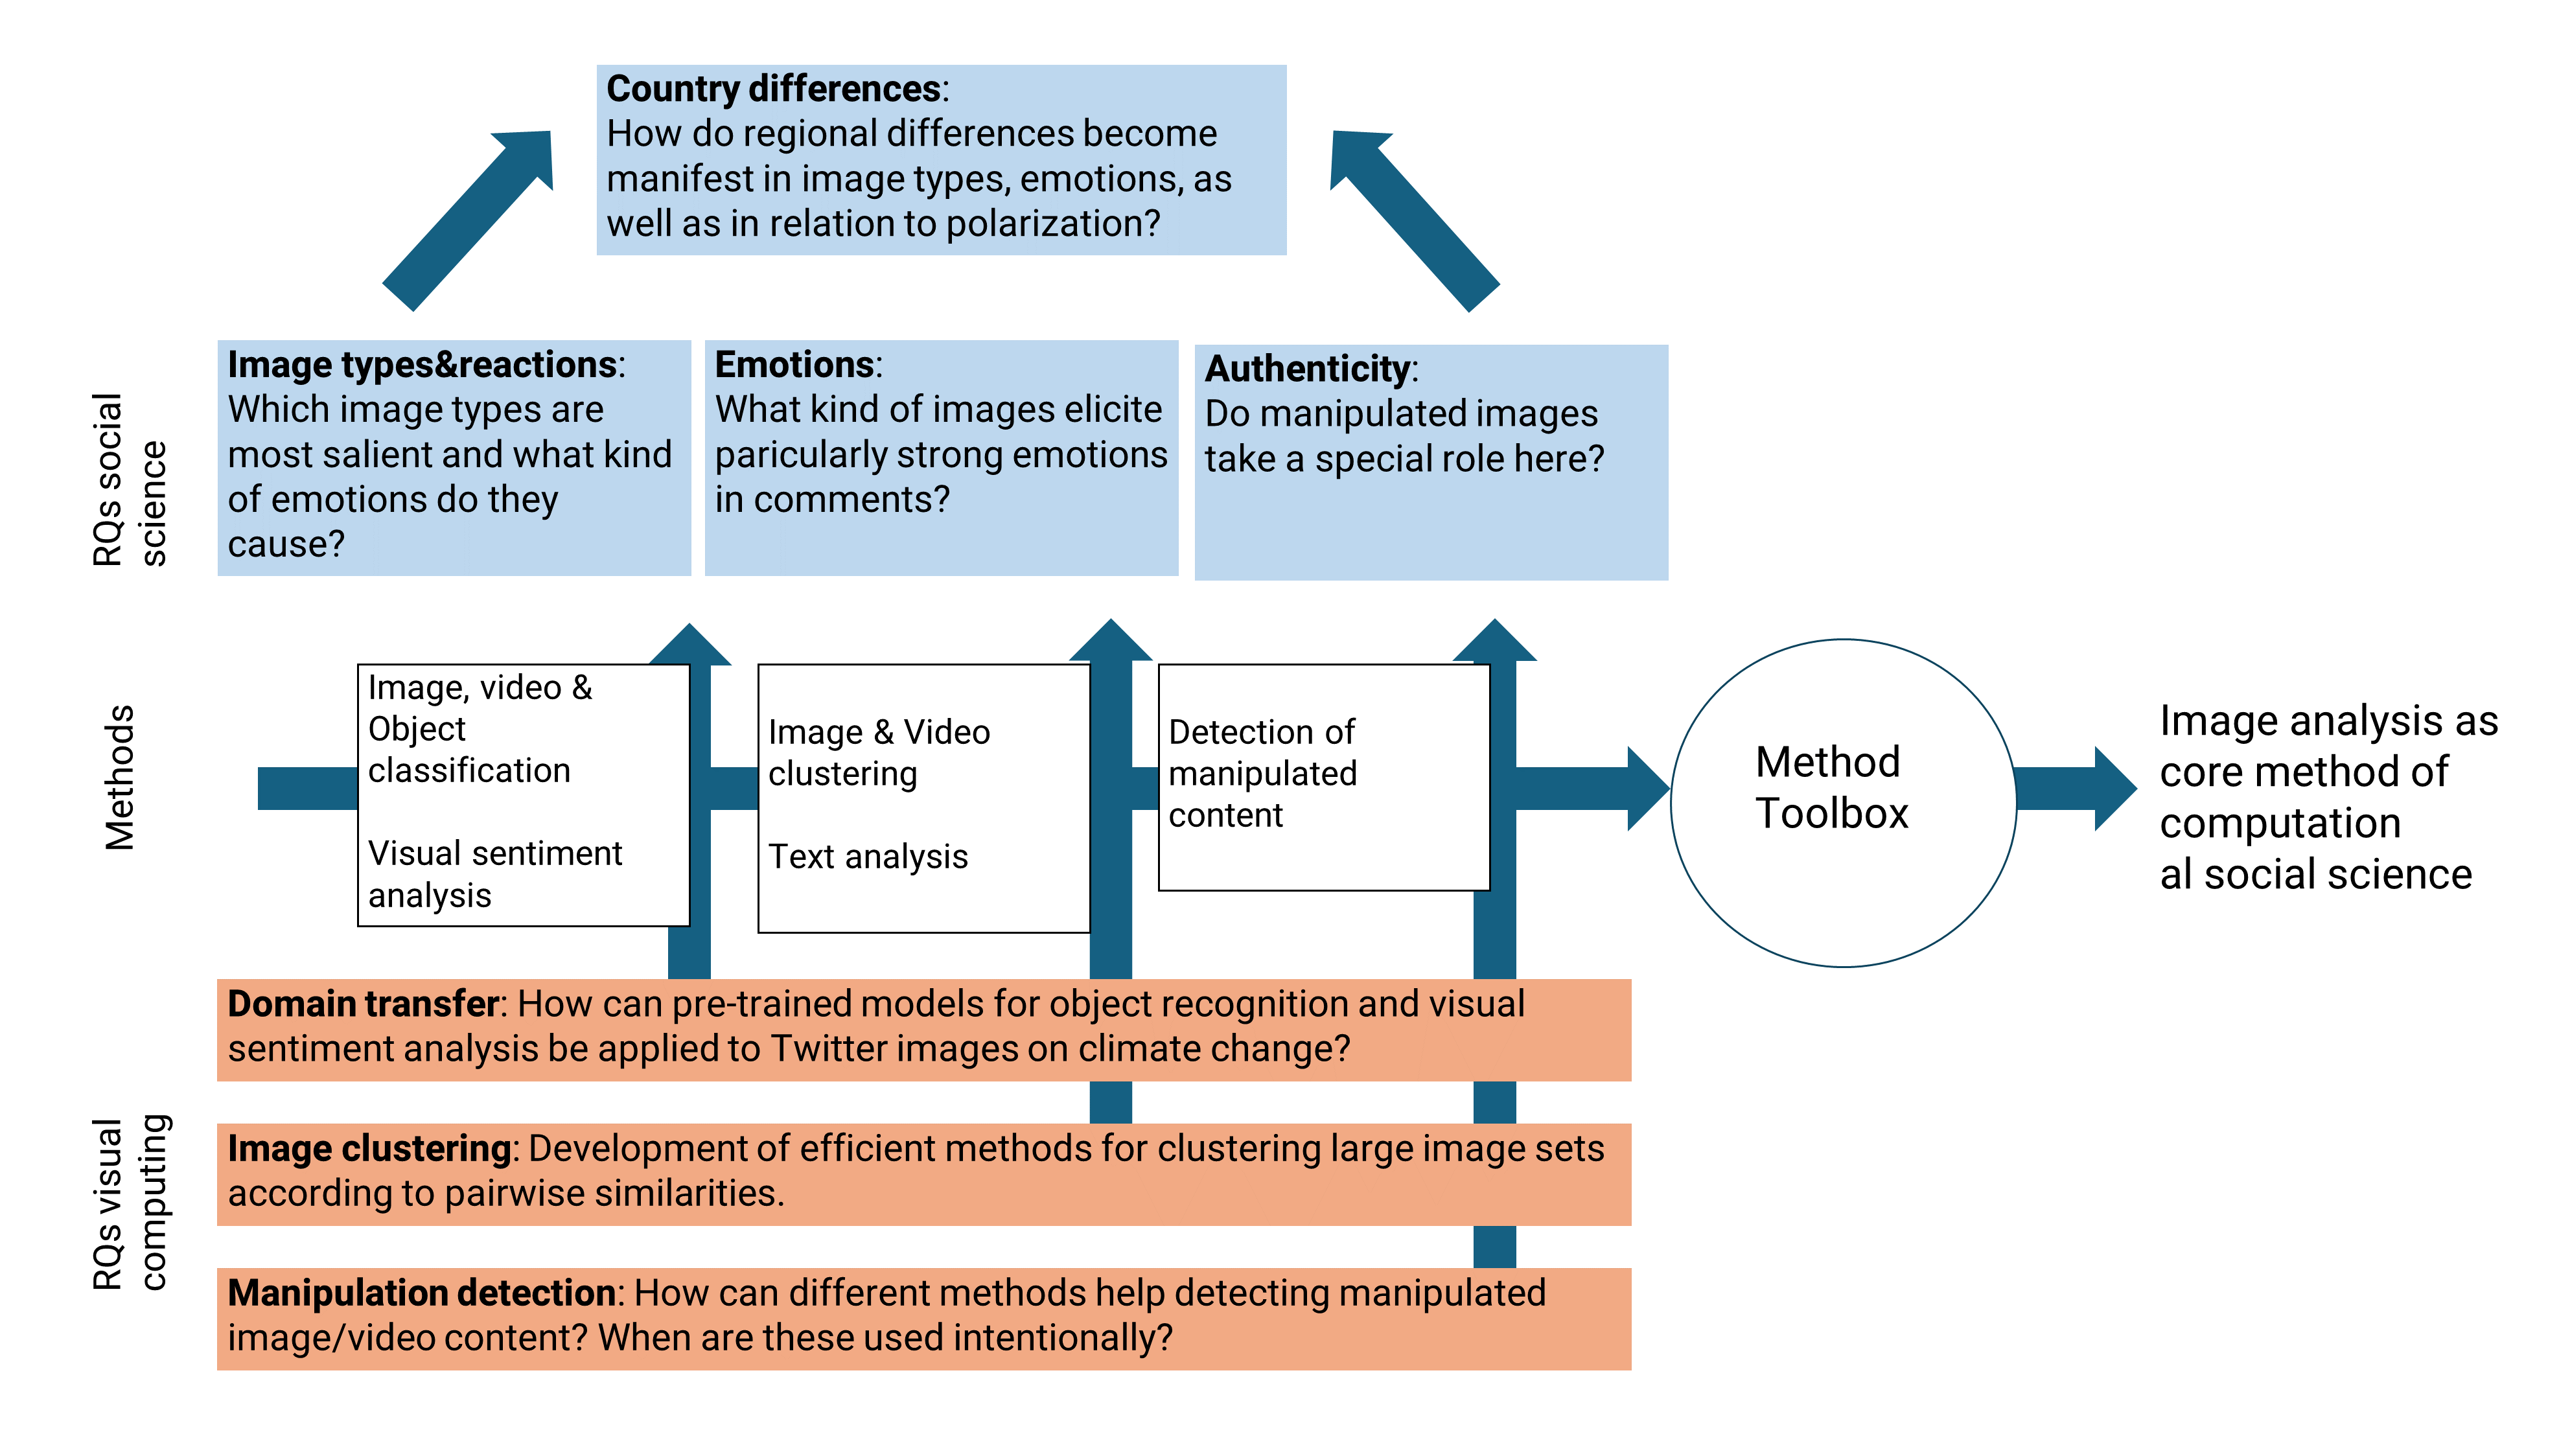 Country differences:
How do regional differences become
manifest in image types, emotions, as
well as in relation to polarization?
RQs social
science
Image types&reactions:
Which image types are
most salient and what kind
of emotions do they
cause?
Emotions:
What kind of images elicite
paricularly strong emotions
in comments?
Authenticity:
Do manipulated images
take a special role here?
Methods
Image, video &
Object
classification
Visual sentiment
analysis
Image & Video
clustering
Text analysis
Detection of
manipulated
content
Method
Toolbox
Image analysis as
core method of
computation
al social science
RQs visual
computing
Domain transfer: How can pre-trained models for object recognition and visual
sentiment analysis be applied to Twitter images on climate change?
Image clustering: Development of efficient methods for clustering large image sets
according to pairwise similarities.
Manipulation detection: How can different methods help detecting manipulated
image/video content? When are these used intentionally?